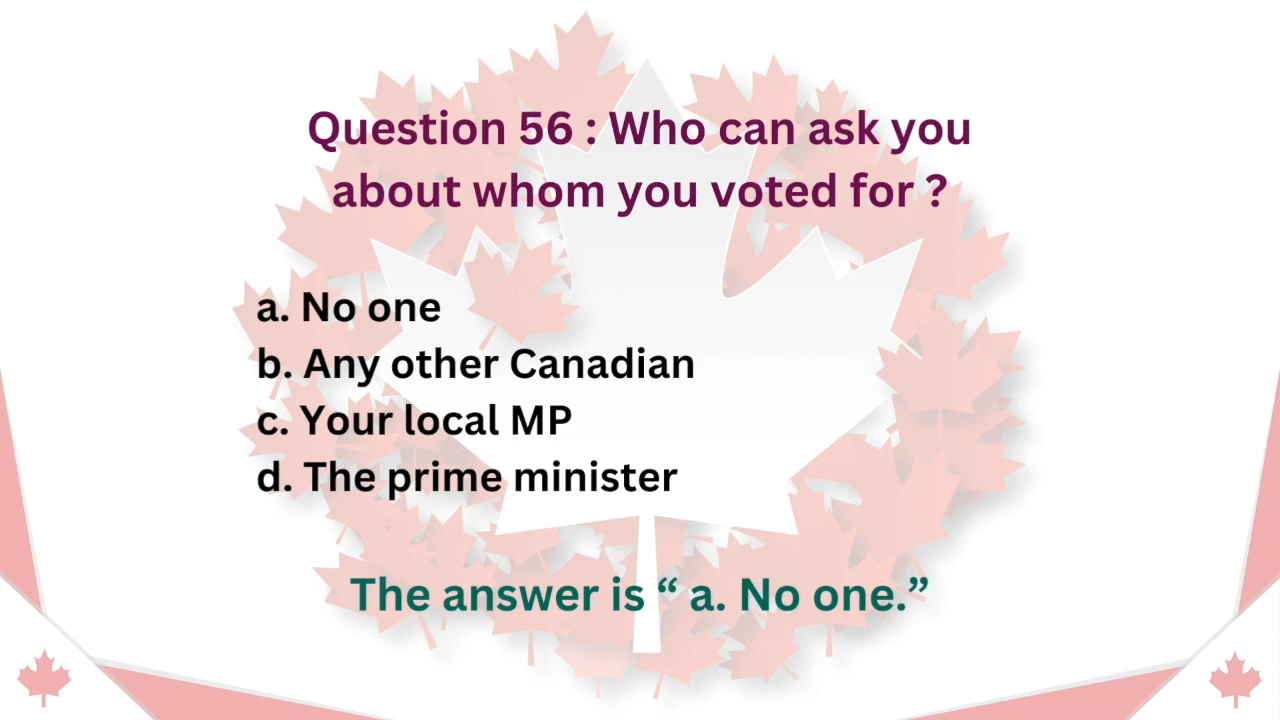 Question 56 : Who can ask you
about whom you voted for ?
a. No one
b. Any other Canadian
c. Your local MP
d. The prime minister
The answer is “ a. No one.”